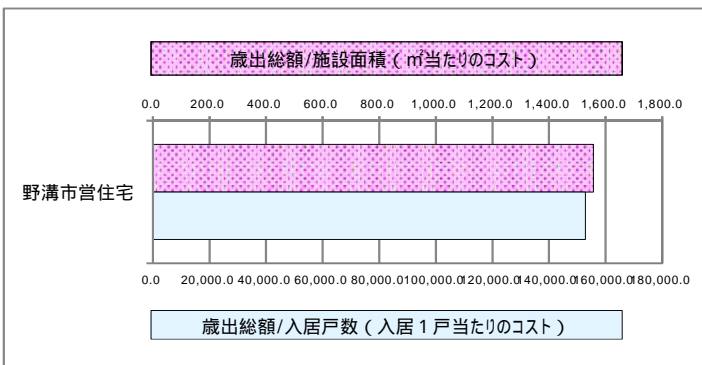 歳出総額/施設面積（㎡当たりのコスト）
0.0 200.0 400.0 600.0 800.0 1,000.0 1,200.0 1,400.0 1,600.0 1,800.0
野溝市営住宅
0.0 20,000.0 40,000.0 60,000.0 80,000.0 100,000.0 120,000.0 140,000.0 160,000.0 180,000.0
歳出総額/入居戸数（入居１戸当たりのコスト）